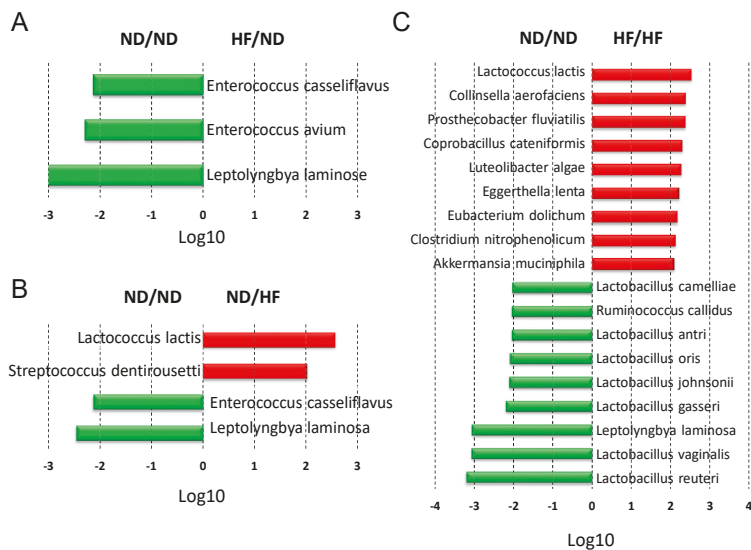 A
ND/ND HF/ND
Enterococcus casseliflavus
Enterococcus avium
Leptolyngbya laminose
-3 -2 -1 0 1 2 3
Log10
B
ND/ND ND/HF
Lactococcus lactis
Streptococcus dentirousetti
Enterococcus casseliflavus
Leptolyngbya laminosa
-3 -2 -1 0 1 2 3
Log10
C
ND/ND HF/HF
Lactococcus lactis
Collinsella aerofaciens
Prosthecobacter fluviatilis
Coprobacillus cateniformis
Luteolibacter algae
Eggerthella lenta
Eubacterium dolichum
Clostridium nitrophenolicum
Akkermansia muciniphila
Lactobacillus camelliae
Ruminococcus callidus
Lactobacillus antri
Lactobacillus oris
Lactobacillus johnsonii
Lactobacillus gasseri
Leptolyngbya laminosa
Lactobacillus vaginalis
Lactobacillus reuteri
-4 -3 -2 -1 0 1 2 3 4
Log10